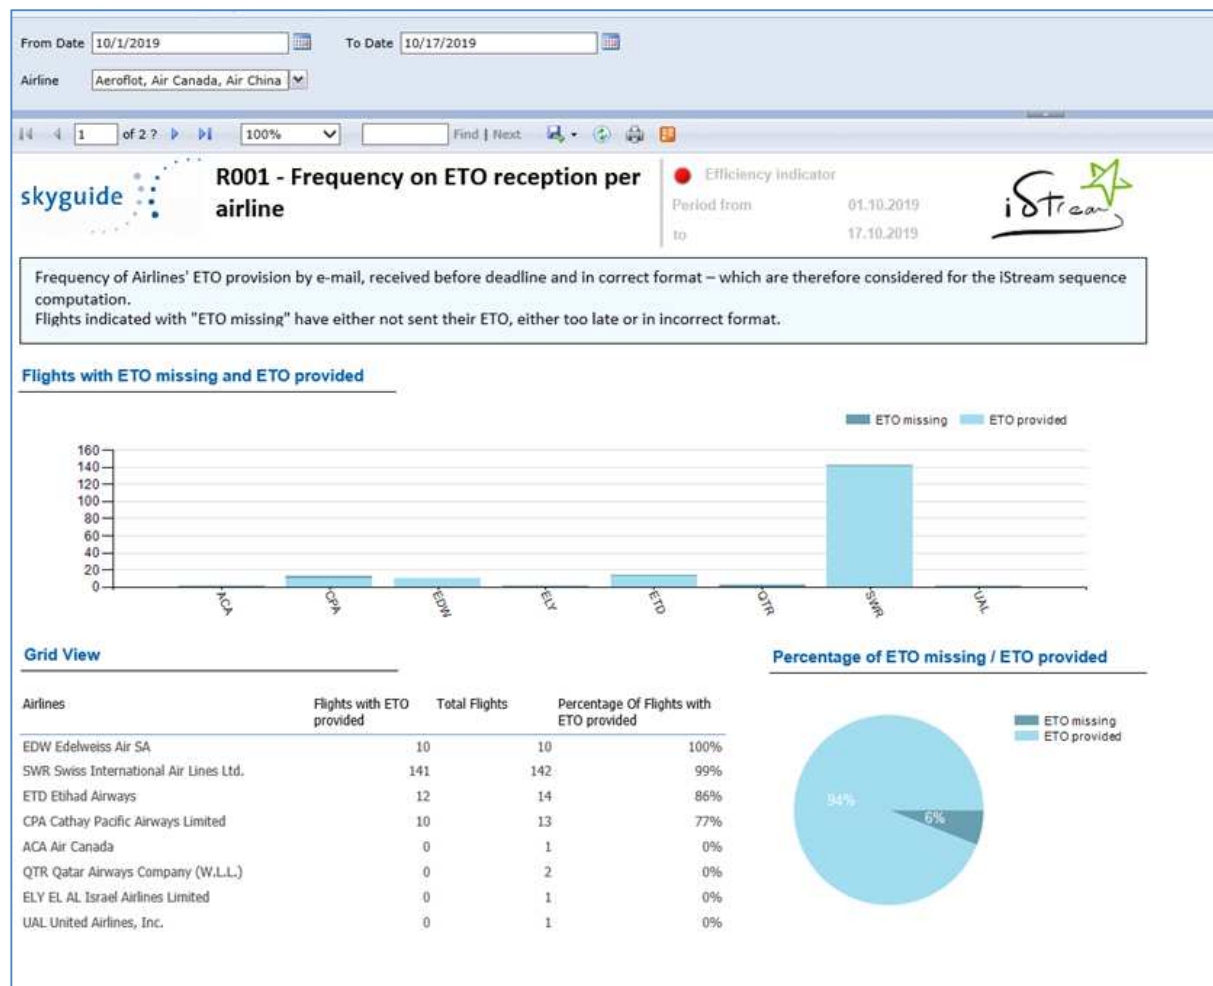 From Date 10/1/2019 To Date 10/17/2019
Airline Aeroflot, Air Canada, Air China
1 of 2 ? 100% Find | Next
skyguide
R001 - Frequency on ETO reception per
airline
Efficiency indicator
Period from 01.10.2019
to 17.10.2019
iStream
Frequency of Airlines' ETO provision by e-mail, received before deadline and in correct format – which are therefore considered for the iStream sequence
computation.
Flights indicated with "ETO missing" have either not sent their ETO, either too late or in incorrect format.
Flights with ETO missing and ETO provided
ETO missing ETO provided
160
140
120
100
80
60
40
20
0
ACA CPA EDW ELY ETD QTR SWR UAL
Grid View
Airlines Flights with ETO provided Total Flights Percentage Of Flights with ETO provided
EDW Edelweiss Air SA 10 10 100%
SWR Swiss International Air Lines Ltd. 141 142 99%
ETD Etihad Airways 12 14 86%
CPA Cathay Pacific Airways Limited 10 13 77%
ACA Air Canada 0 1 0%
QTR Qatar Airways Company (W.L.L.) 0 2 0%
ELY EL AL Israel Airlines Limited 0 1 0%
UAL United Airlines, Inc. 0 1 0%
Percentage of ETO missing / ETO provided
ETO missing
ETO provided
94%
6%